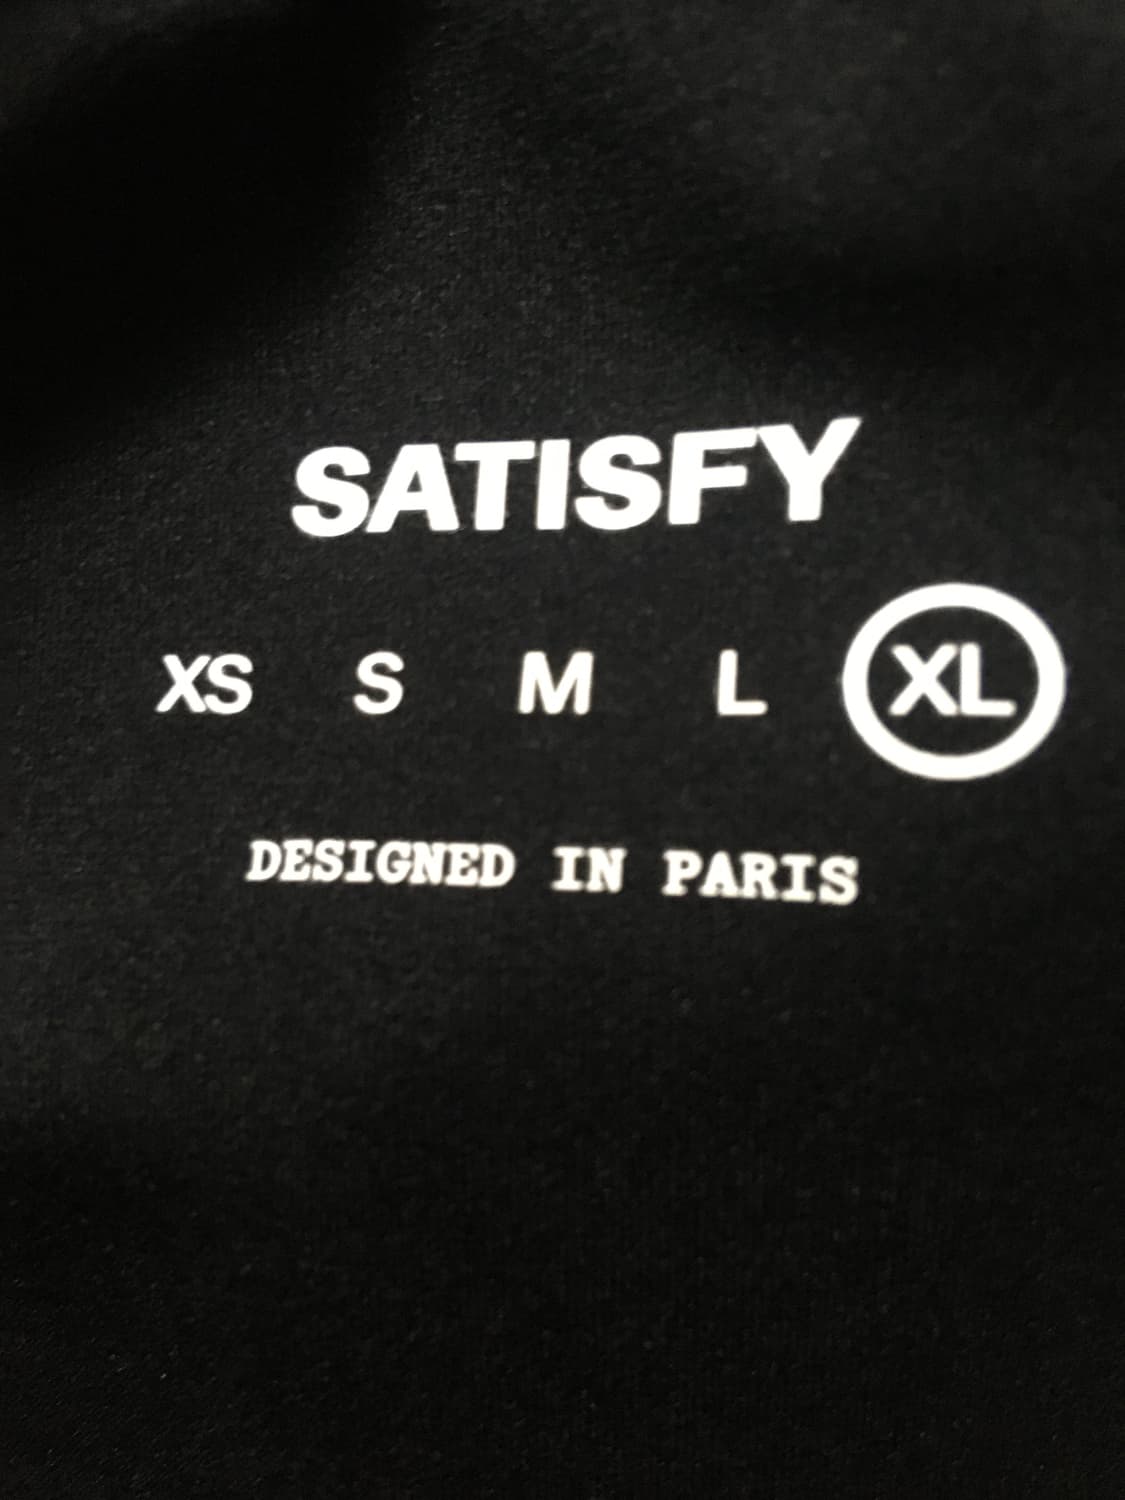 SATISFY
XS S M L XL
DESIGNED IN PARIS